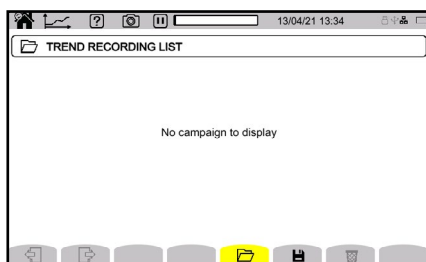 ?
13/04/21 13:34
TREND RECORDING LIST
No campaign to display